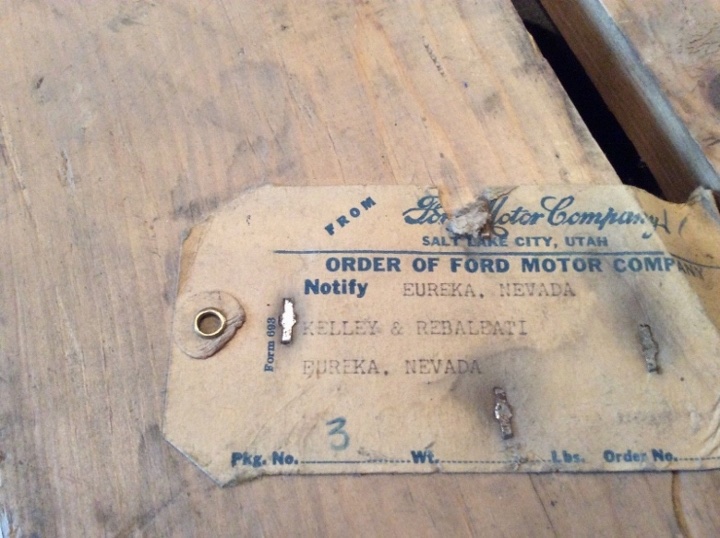 FROM Ford Motor Company
SALT LAKE CITY, UTAH
ORDER OF FORD MOTOR COMPANY
Notify EUREKA, NEVADA
KELLEY & REBALEATI
EUREKA, NEVADA
Form 693
3
Pkg. No. Wt. Lbs. Order No.